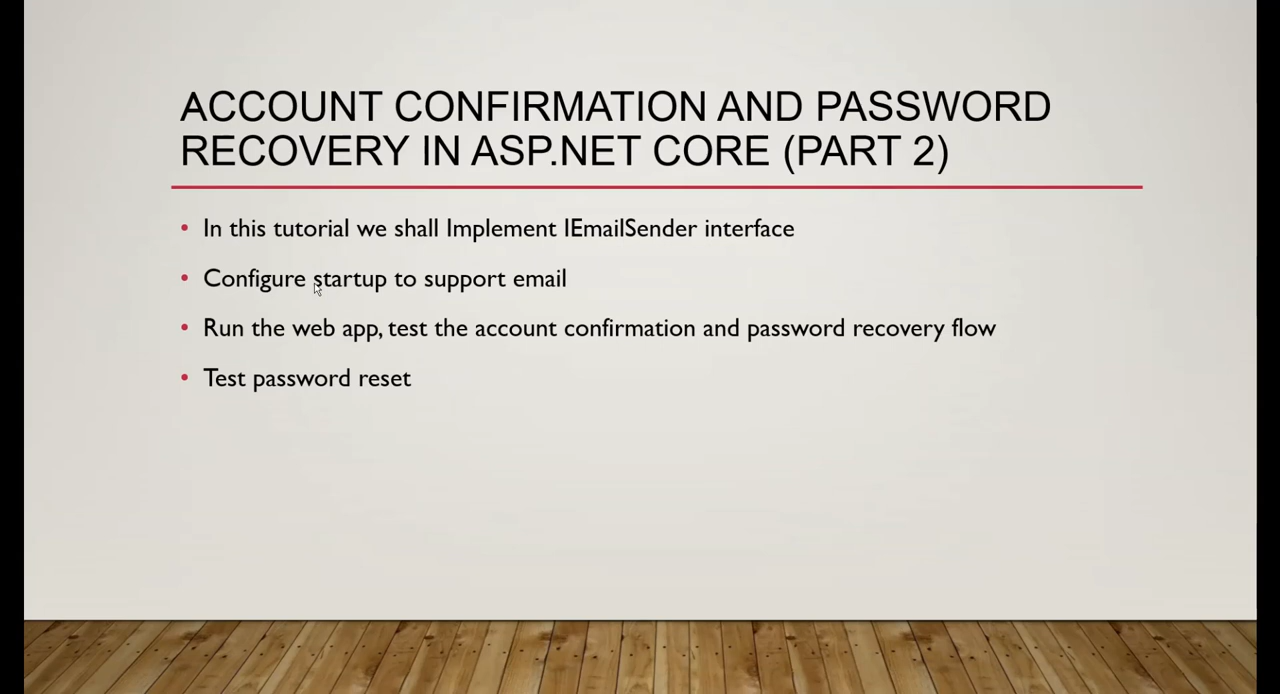 ACCOUNT CONFIRMATION AND PASSWORD
RECOVERY IN ASP.NET CORE (PART 2)
• In this tutorial we shall Implement IEmailSender interface
• Configure startup to support email
• Run the web app, test the account confirmation and password recovery flow
• Test password reset